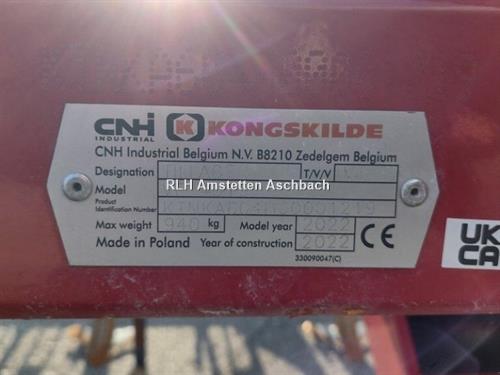 CNH INDUSTRIAL KONGSKILDE
CNH Industrial Belgium N.V. B8210 Zedelgem Belgium
Designation T/V/V
RLH Amstetten Aschbach
Model
Product Identification Number
Max weight 940 kg Model year 2022
Made in Poland Year of construction 2022 CE
330090047(C)
UK
CA